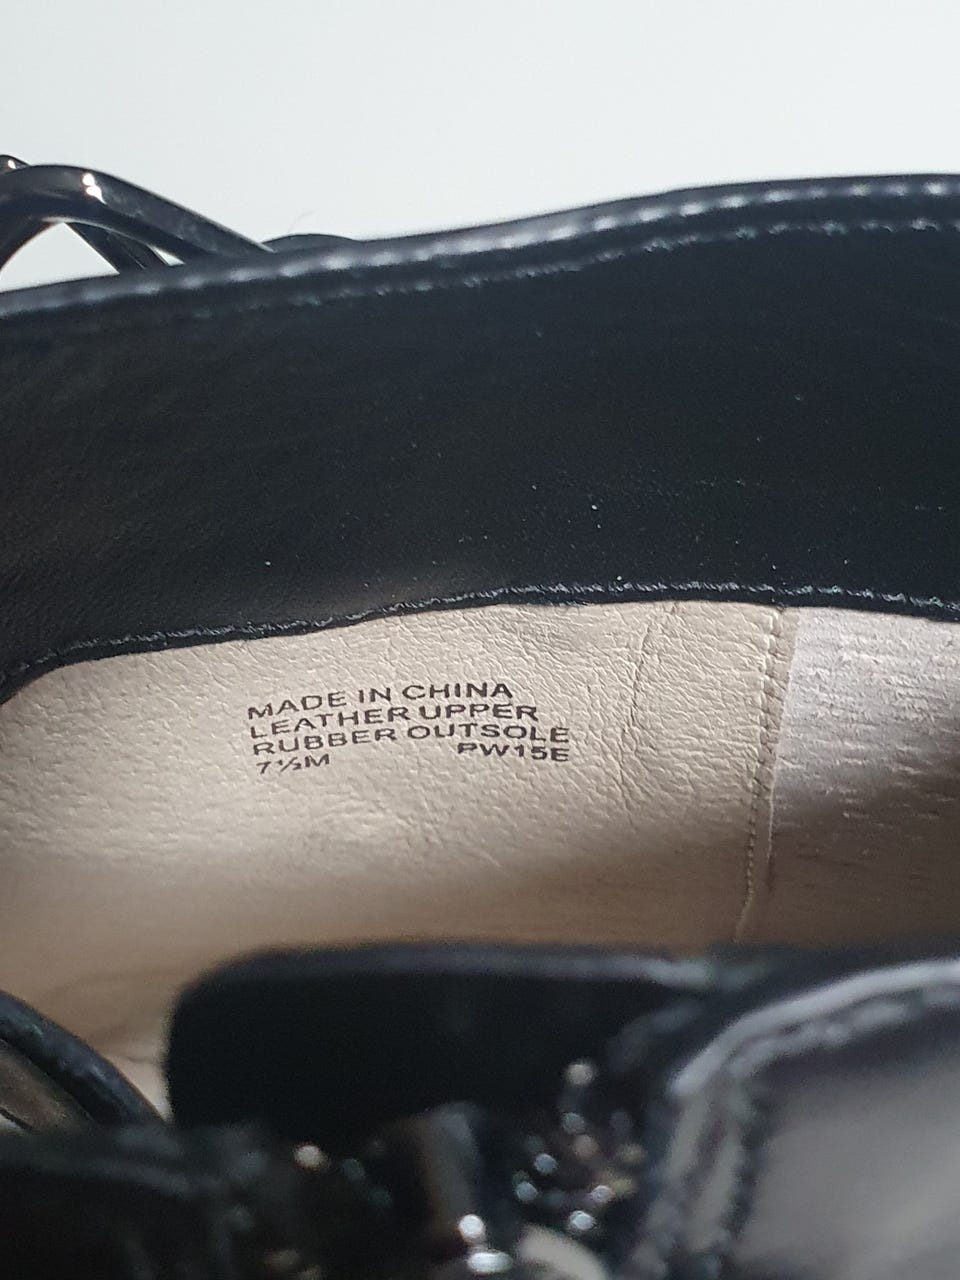 MADE IN CHINA
LEATHER UPPER
RUBBER OUTSOLE
7½M PW15E